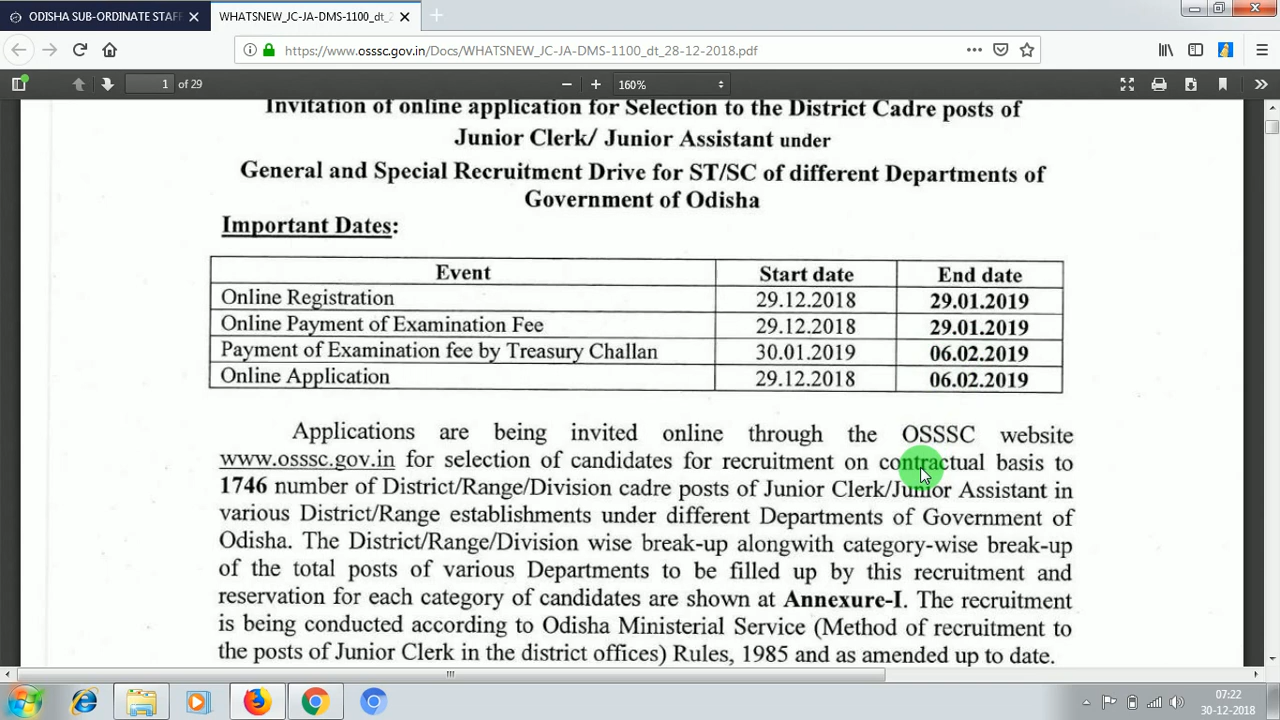 ODISHA SUB-ORDINATE STAFF
WHATSNEW_JC-JA-DMS-1100_dt_2
https://www.osssc.gov.in/Docs/WHATSNEW_JC-JA-DMS-1100_dt_28-12-2018.pdf
1 of 29
160%
Invitation of online application for Selection to the District Cadre posts of
Junior Clerk/ Junior Assistant under
General and Special Recruitment Drive for ST/SC of different Departments of
Government of Odisha
Important Dates:
Event Start date End date
Online Registration 29.12.2018 29.01.2019
Online Payment of Examination Fee 29.12.2018 29.01.2019
Payment of Examination fee by Treasury Challan 30.01.2019 06.02.2019
Online Application 29.12.2018 06.02.2019
Applications are being invited online through the OSSSC website
www.osssc.gov.in for selection of candidates for recruitment on contractual basis to
1746 number of District/Range/Division cadre posts of Junior Clerk/Junior Assistant in
various District/Range establishments under different Departments of Government of
Odisha. The District/Range/Division wise break-up alongwith category-wise break-up
of the total posts of various Departments to be filled up by this recruitment and
reservation for each category of candidates are shown at Annexure-I. The recruitment
is being conducted according to Odisha Ministerial Service (Method of recruitment to
the posts of Junior Clerk in the district offices) Rules, 1985 and as amended up to date.
07:22
30-12-2018